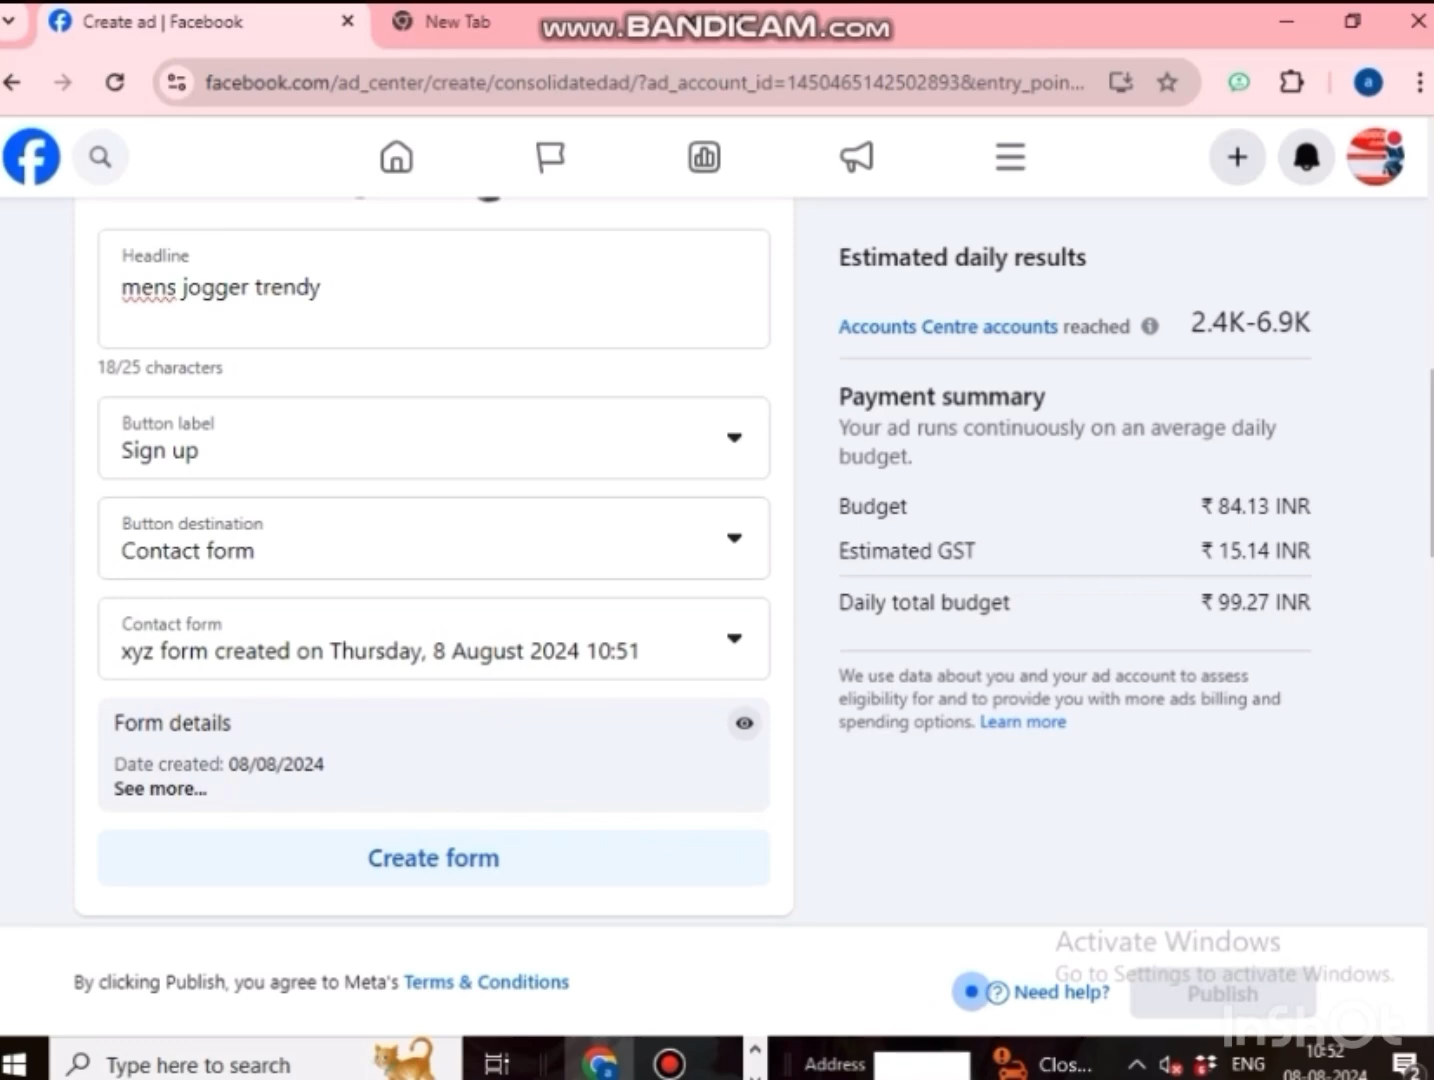 Create ad | Facebook
New Tab
www.BANDICAM.com
facebook.com/ad_center/create/consolidatedad/?ad_account_id=1450465142502893&entry_poin...
a
Headline
mens jogger trendy
18/25 characters
Button label
Sign up
Button destination
Contact form
Contact form
xyz form created on Thursday, 8 August 2024 10:51
Form details
Date created: 08/08/2024
See more...
Create form
Estimated daily results
Accounts Centre accounts reached 2.4K-6.9K
Payment summary
Your ad runs continuously on an average daily
budget.
Budget ₹ 84.13 INR
Estimated GST ₹ 15.14 INR
Daily total budget ₹ 99.27 INR
We use data about you and your ad account to assess
eligibility for and to provide you with more ads billing and
spending options. Learn more
By clicking Publish, you agree to Meta's Terms & Conditions
Need help?
Publish
Activate Windows
Go to Settings to activate Windows.
InShOt
Type here to search
Address
Clos...
ENG
10:52
08-08-2024
2